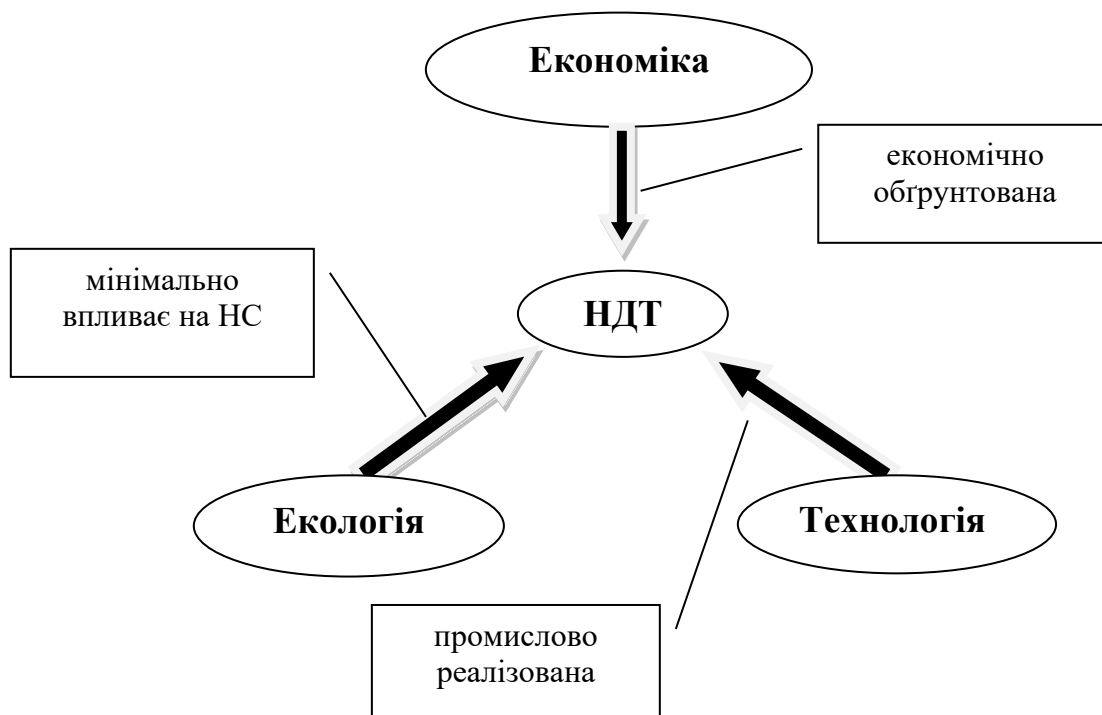 Економіка
економічно
обґрунтована
мінімально
впливає на НС
НДТ
Екологія
Технологія
промислово
реалізована